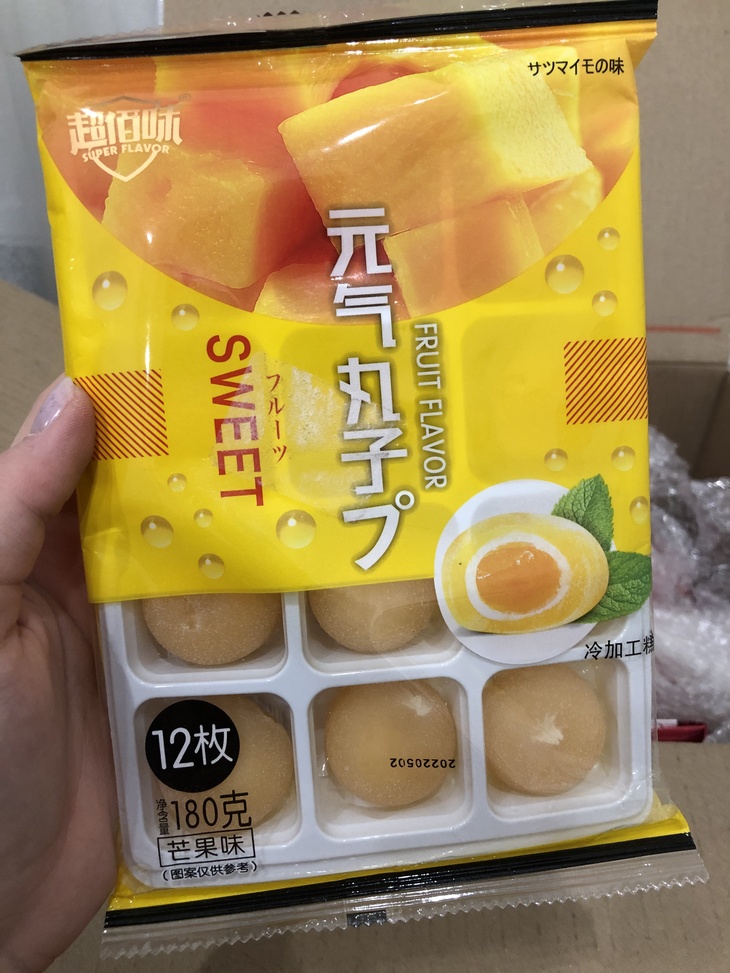 サツマイモの味
超佰味
SUPER FLAVOR
元气丸子プ
FRUIT FLAVOR
フルーツ
SWEET
冷加工糕
20220502
12枚
净含量
180克
芒果味
(图案仅供参考)